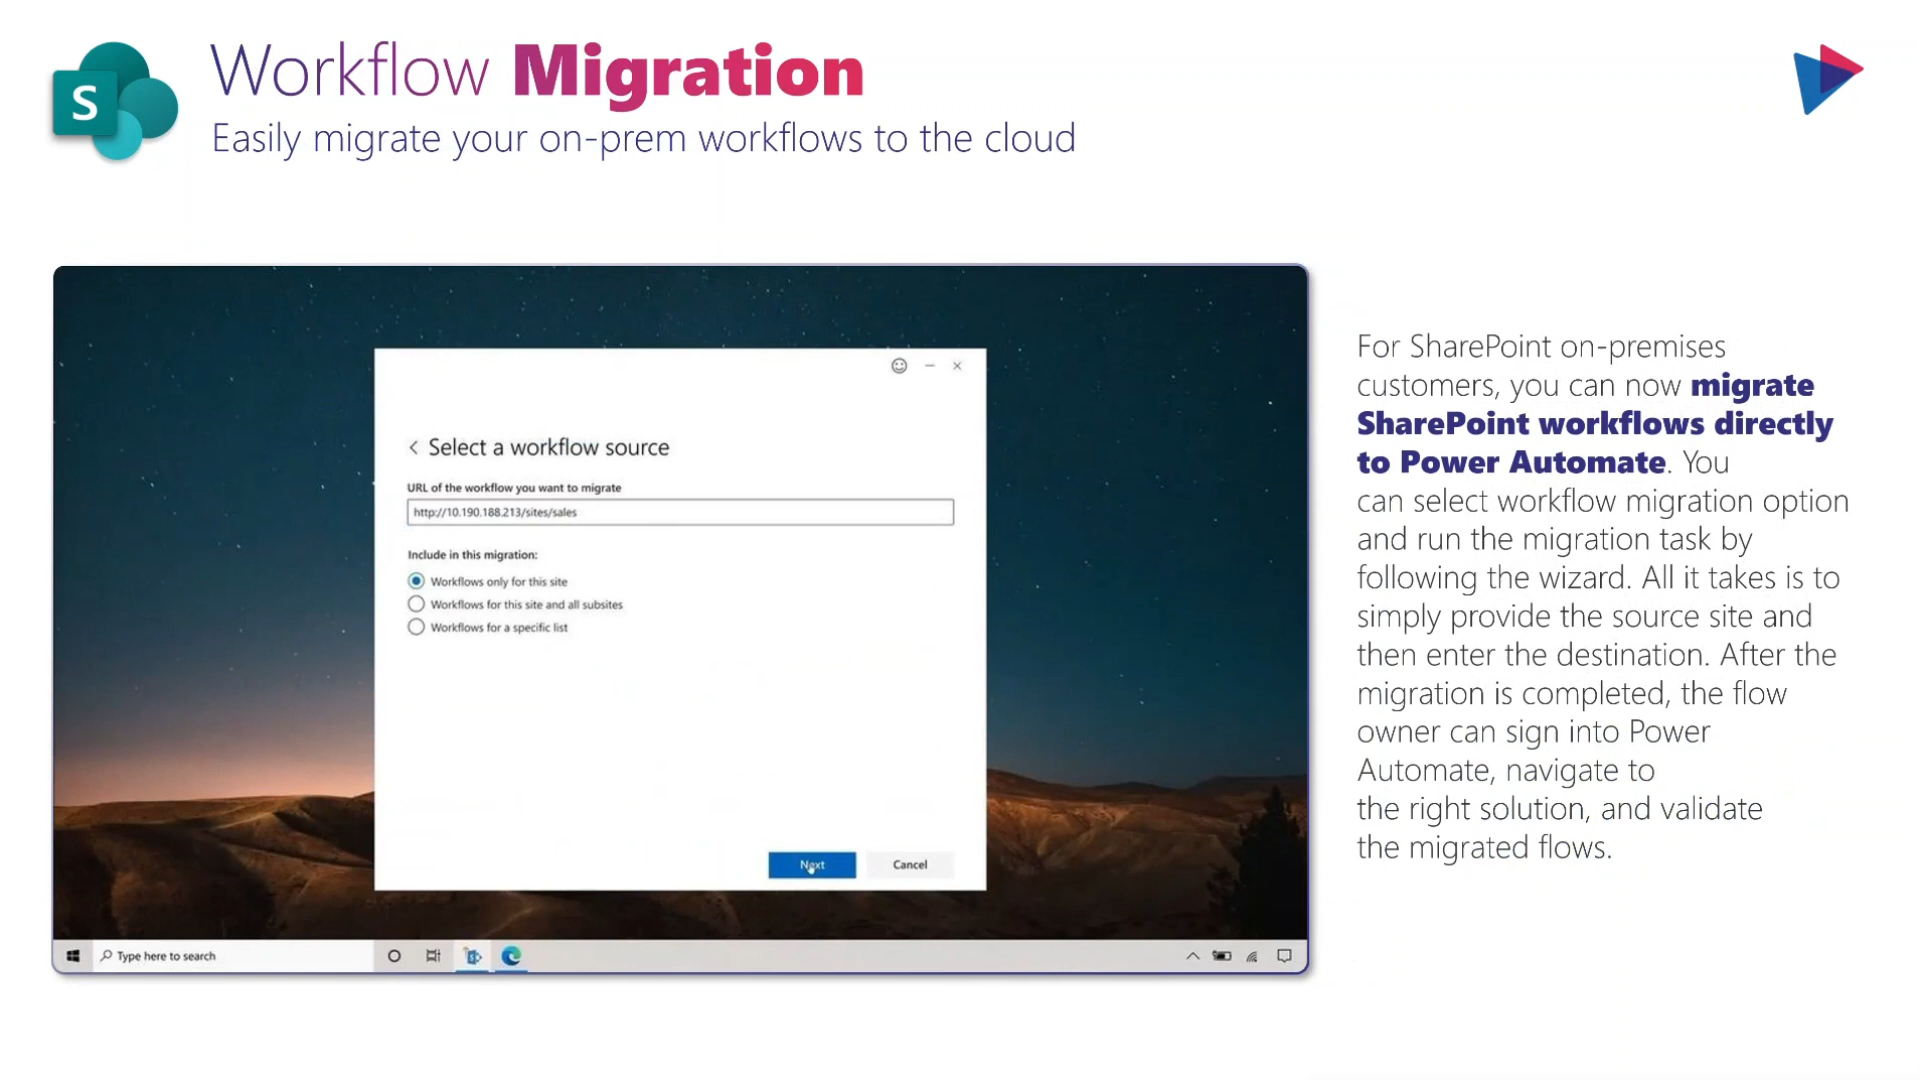 S
Workflow Migration
Easily migrate your on-prem workflows to the cloud
Select a workflow source
URL of the workflow you want to migrate
http://10.190.188.213/sites/sales
Include in this migration:
Workflows only for this site
Workflows for this site and all subsites
Workflows for a specific list
Next
Cancel
Type here to search
For SharePoint on-premises
customers, you can now migrate
SharePoint workflows directly
to Power Automate. You
can select workflow migration option
and run the migration task by
following the wizard. All it takes is to
simply provide the source site and
then enter the destination. After the
migration is completed, the flow
owner can sign into Power
Automate, navigate to
the right solution, and validate
the migrated flows.